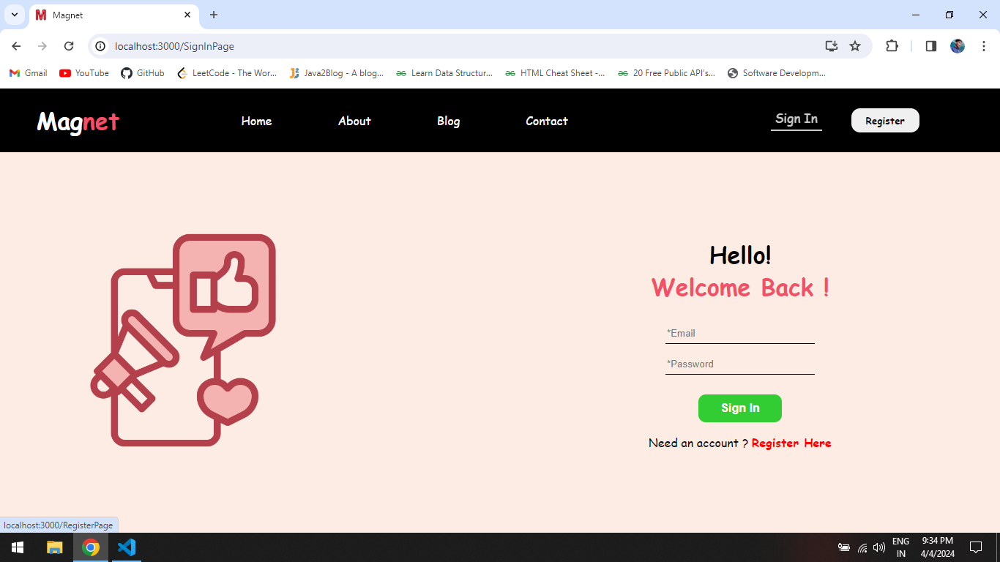 Magnet
localhost:3000/SignInPage
Gmail YouTube GitHub LeetCode - The Wor... Java2Blog - A blog... Learn Data Structur... HTML Cheat Sheet -... 20 Free Public API's... Software Developm...
Magnet Home About Blog Contact Sign In Register
Hello!
Welcome Back !
*Email
*Password
Sign In
Need an account ? Register Here
localhost:3000/RegisterPage
ENG 9:34 PM
IN 4/4/2024